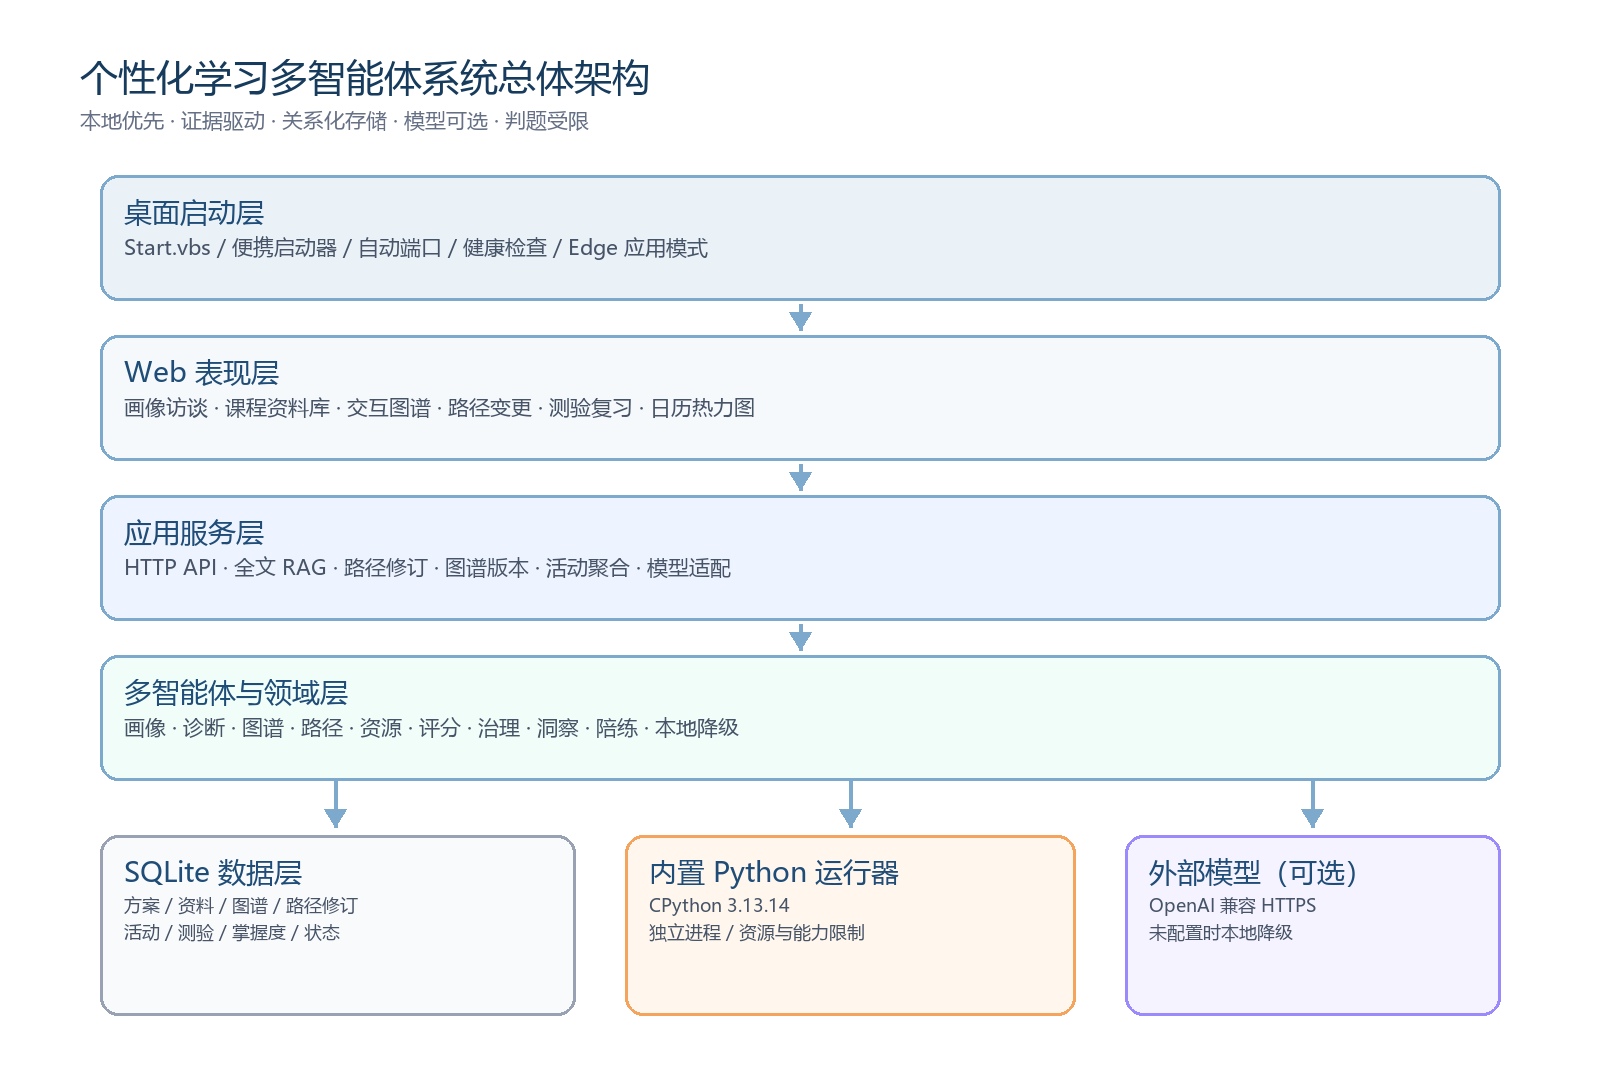 个性化学习多智能体系统总体架构
本地优先 · 证据驱动 · 关系化存储 · 模型可选 · 判题受限
桌面启动层
Start.vbs / 便携启动器 / 自动端口 / 健康检查 / Edge 应用模式
Web 表现层
画像访谈 · 课程资料库 · 交互图谱 · 路径变更 · 测验复习 · 日历热力图
应用服务层
HTTP API · 全文 RAG · 路径修订 · 图谱版本 · 活动聚合 · 模型适配
多智能体与领域层
画像 · 诊断 · 图谱 · 路径 · 资源 · 评分 · 治理 · 洞察 · 陪练 · 本地降级
SQLite 数据层
方案 / 资料 / 图谱 / 路径修订
活动 / 测验 / 掌握度 / 状态
内置 Python 运行器
CPython 3.13.14
独立进程 / 资源与能力限制
外部模型（可选）
OpenAI 兼容 HTTPS
未配置时本地降级